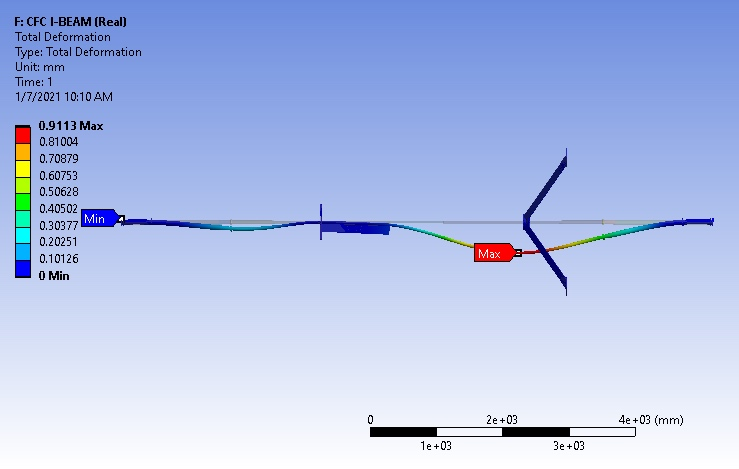 F: CFC I-BEAM (Real)
Total Deformation
Type: Total Deformation
Unit: mm
Time: 1
1/7/2021 10:10 AM
0.9113 Max
0.81004
0.70879
0.60753
0.50628
0.40502
0.30377
0.20251
0.10126
0 Min
Min
Max
0 2e+03 4e+03 (mm)
1e+03 3e+03